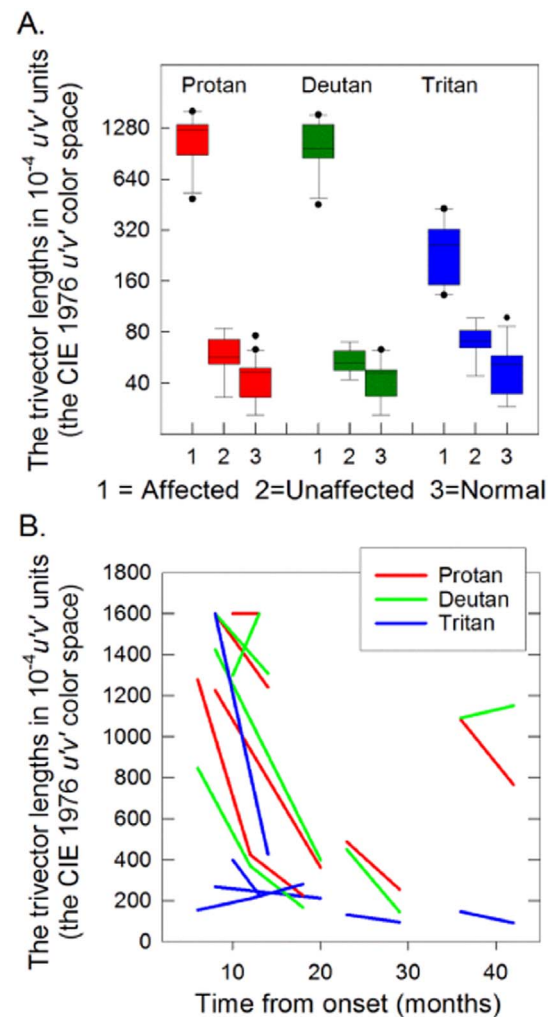 A.
Protan Deutan Tritan
The trivector lengths in 10-4 u'v' units
(the CIE 1976 u'v' color space)
1280
640
320
160
80
40
1 2 3 1 2 3 1 2 3
1 = Affected 2=Unaffected 3=Normal
B.
The trivector lengths in 10-4 u'v' units
(the CIE 1976 u'v' color space)
1800
1600
1400
1200
1000
800
600
400
200
0
Protan
Deutan
Tritan
10 20 30 40
Time from onset (months)